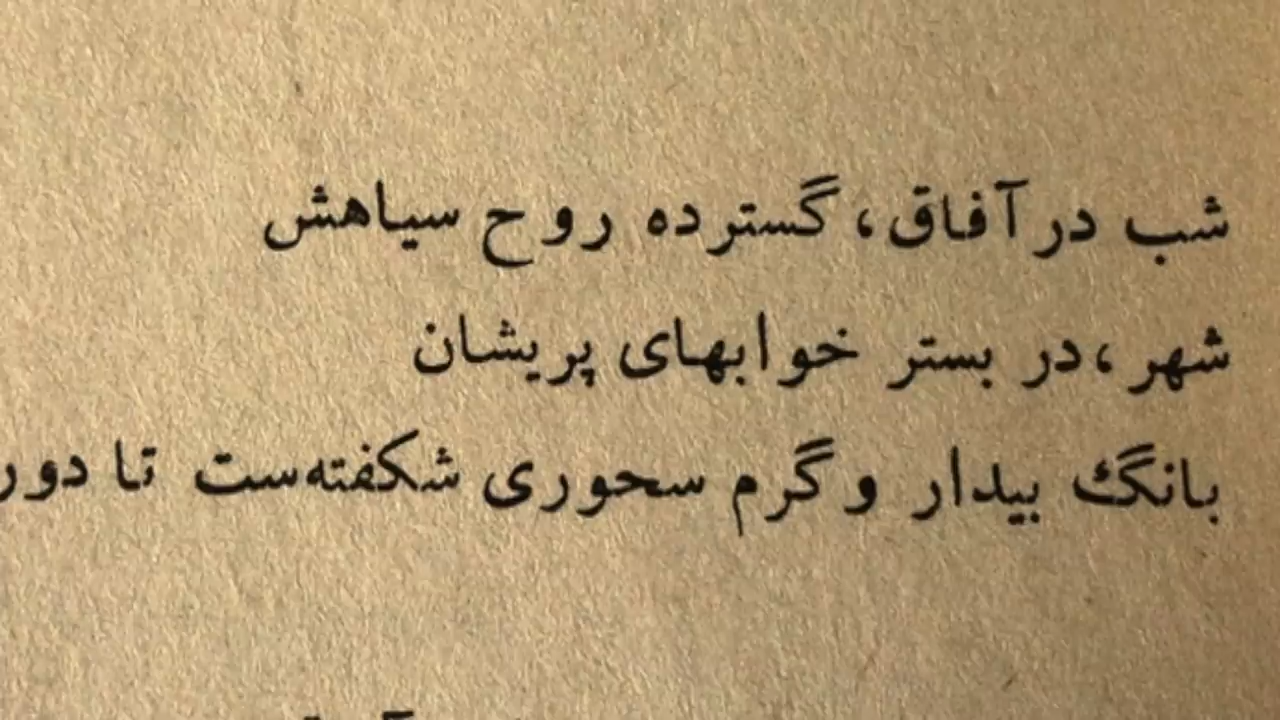 شب در آفاق، گسترده روح سیاهش
شهر، در بستر خوابهای پریشان
بانگ بیدار و گرم سحوری شکفته‌ست تا دور